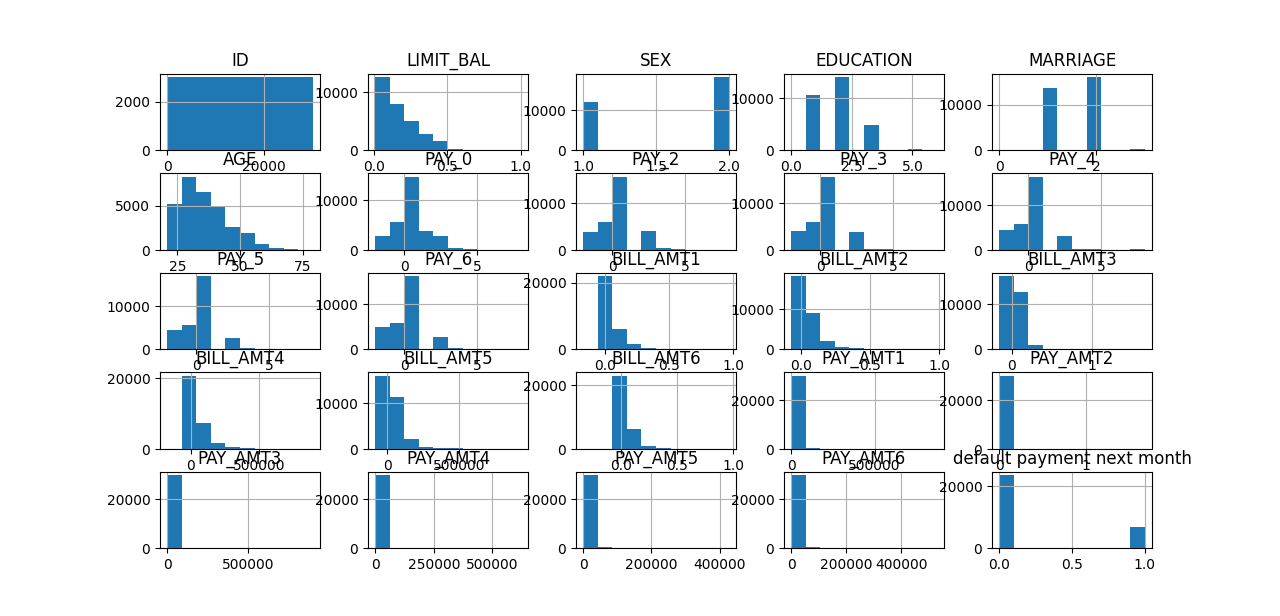 ID LIMIT_BAL SEX EDUCATION MARRIAGE
2000 10000 10000 10000 10000
0 0 0 0 0
0 20000 0.0 0.5 1.0 1.0 1.5 2.0 0.0 2.5 5.0 0 2
AGE PAY_0 PAY_2 PAY_3 PAY_4
5000 10000 10000 10000 10000
0 0 0 0 0
25 50 75 0 5 0 5 0 5 0 5
PAY_5 PAY_6 BILL_AMT1 BILL_AMT2 BILL_AMT3
10000 10000 20000 10000 10000
0 0 0 0 0
0 5 0 5 0.0 0.5 1.0 0.0 0.5 1.0 0 1
BILL_AMT4 BILL_AMT5 BILL_AMT6 PAY_AMT1 PAY_AMT2
20000 10000 20000 20000 20000
0 0 0 0 0
0 500000 0 500000 0.0 0.5 1.0 0 500000 0 1
PAY_AMT3 PAY_AMT4 PAY_AMT5 PAY_AMT6 default payment next month
20000 20000 20000 20000 20000
0 0 0 0 0
0 500000 0 250000 500000 0 200000 400000 0 200000 400000 0.0 0.5 1.0